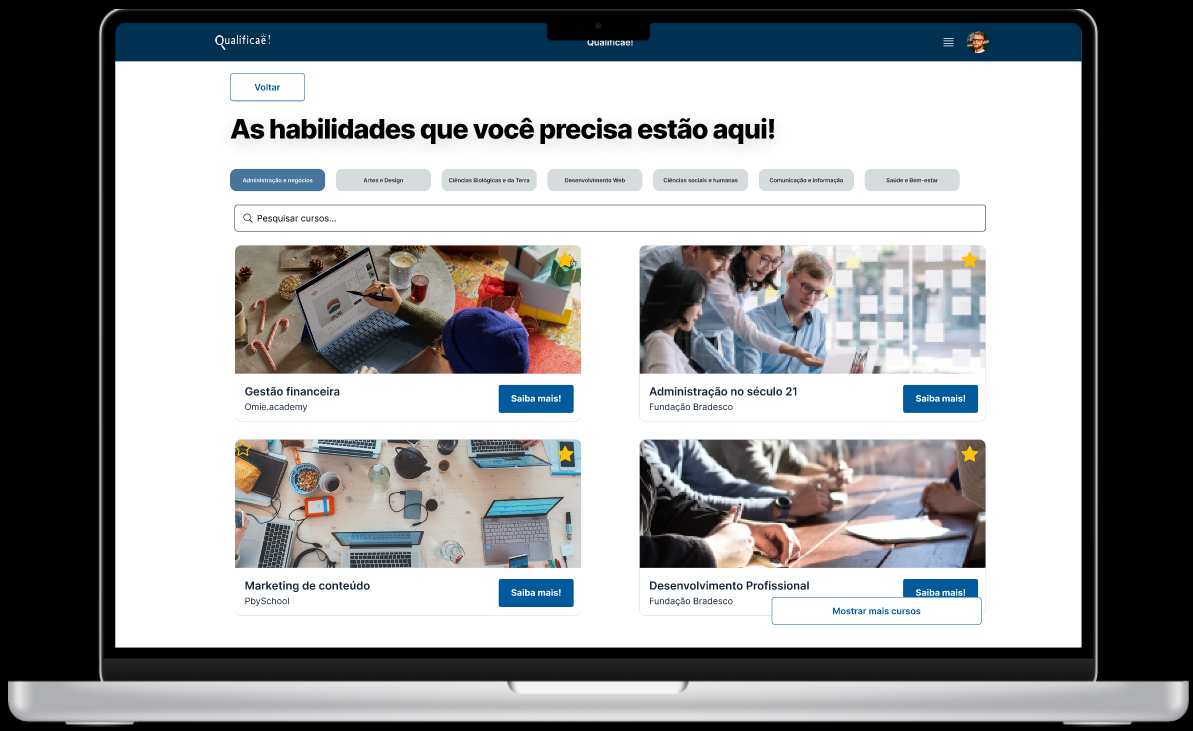 Qualificaê!
Qualificaê!
Voltar
As habilidades que você precisa estão aqui!
Administração e negócios
Artes e Design
Ciências Biológicas e da Terra
Desenvolvimento Web
Ciências sociais e humanas
Comunicação e Informação
Saúde e Bem-estar
Pesquisar cursos...
Gestão financeira
Omie.academy
Saiba mais!
Administração no século 21
Fundação Bradesco
Saiba mais!
Marketing de conteúdo
PbySchool
Saiba mais!
Desenvolvimento Profissional
Fundação Bradesco
Saiba mais!
Mostrar mais cursos